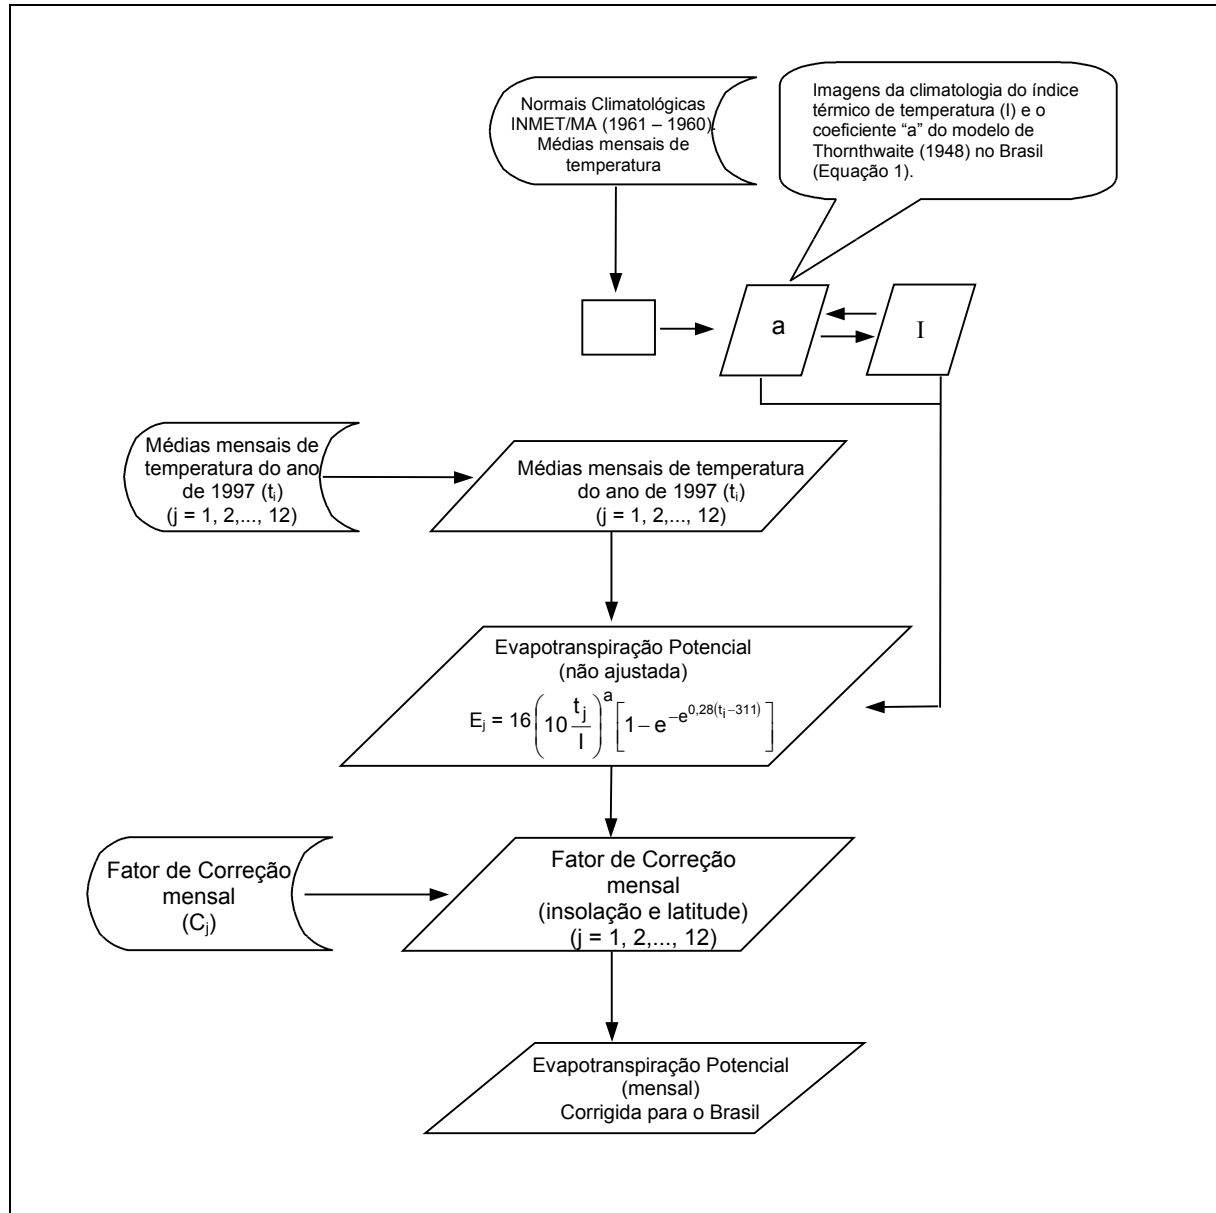 Normais Climatológicas
INMET/MA (1961 – 1960).
Médias mensais de
temperatura
Imagens da climatologia do índice
térmico de temperatura (I) e o
coeficiente “a” do modelo de
Thornthwaite (1948) no Brasil
(Equação 1).
a
I
Médias mensais de
temperatura do ano
de 1997 (tᵢ)
(j = 1, 2,..., 12)
Médias mensais de temperatura
do ano de 1997 (tᵢ)
(j = 1, 2,..., 12)
Evapotranspiração Potencial
(não ajustada)
E_j = 16 (10 t_j/I)^a [1 – e^{–e^{0,28(t_i–311)}}]
Fator de Correção
mensal
(Cⱼ)
Fator de Correção
mensal
(insolação e latitude)
(j = 1, 2,..., 12)
Evapotranspiração Potencial
(mensal)
Corrigida para o Brasil